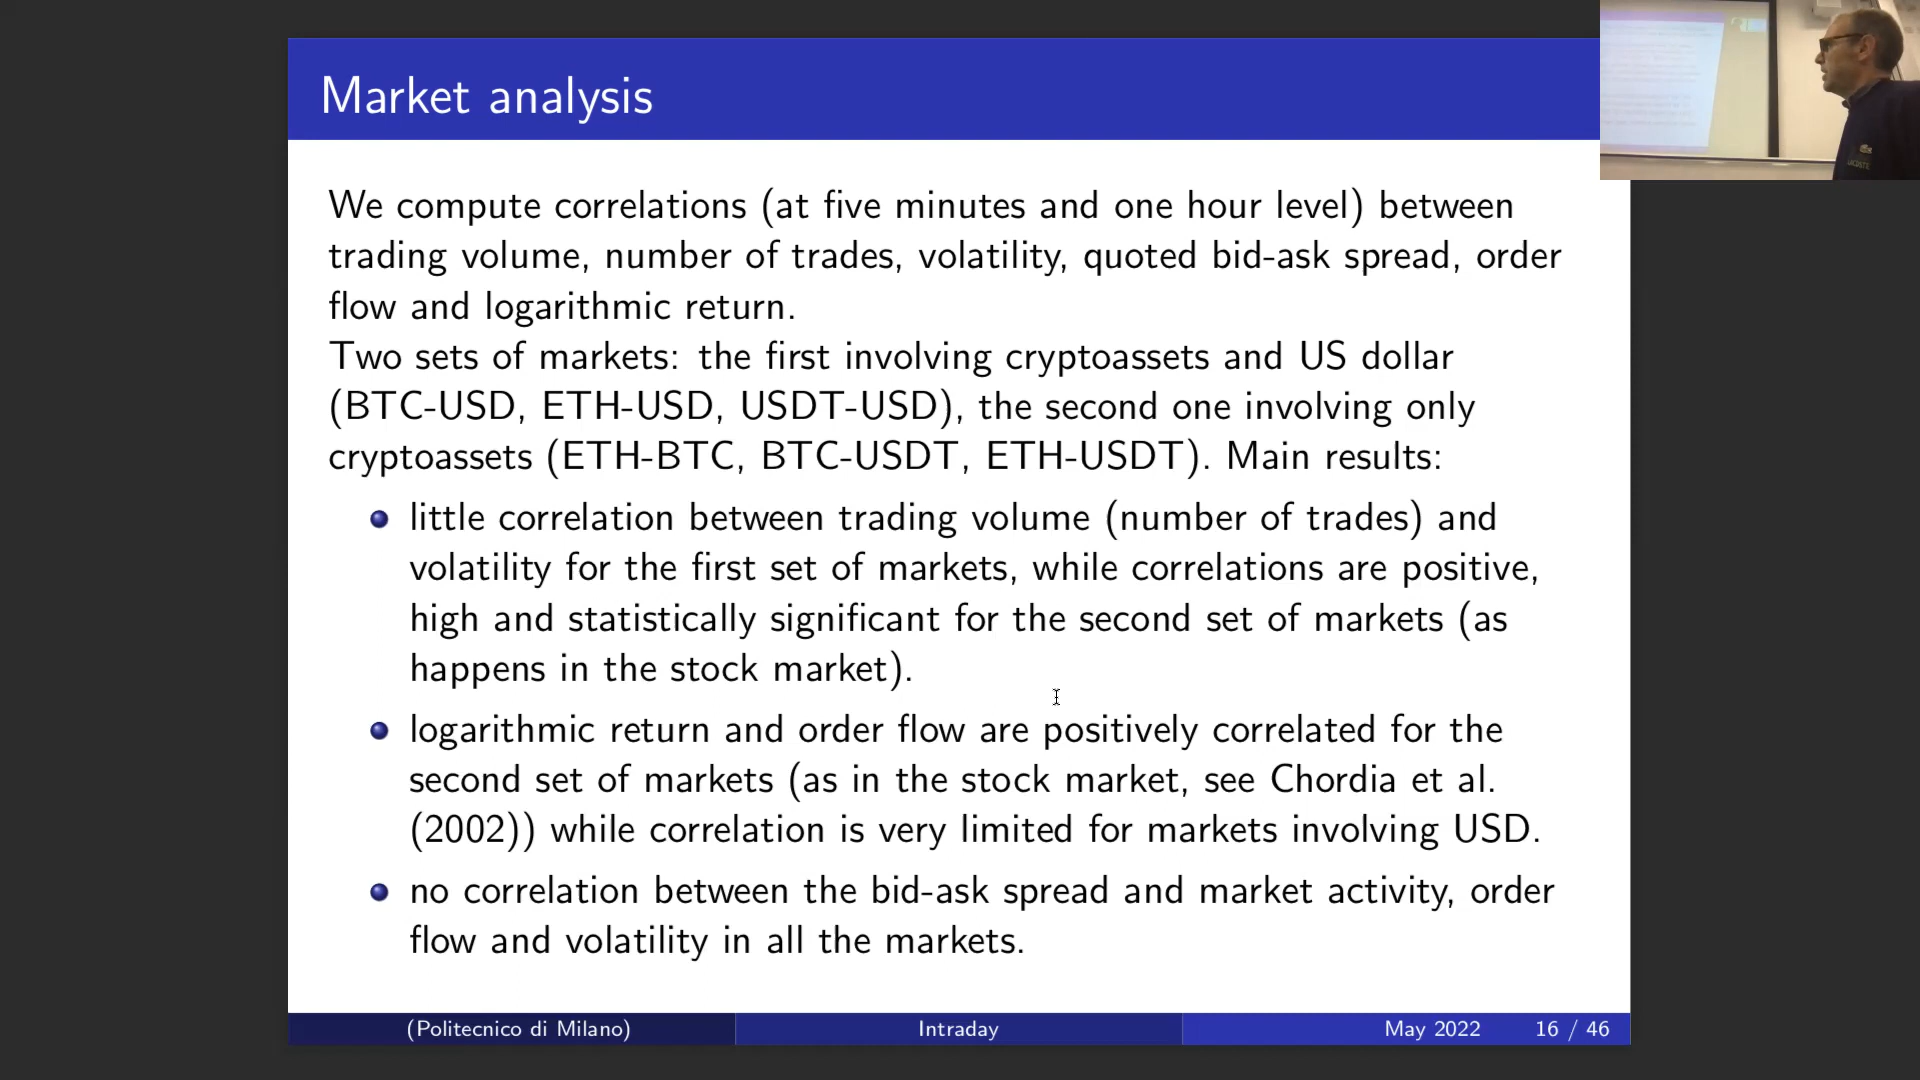 Market analysis
We compute correlations (at five minutes and one hour level) between
trading volume, number of trades, volatility, quoted bid-ask spread, order
flow and logarithmic return.
Two sets of markets: the first involving cryptoassets and US dollar
(BTC-USD, ETH-USD, USDT-USD), the second one involving only
cryptoassets (ETH-BTC, BTC-USDT, ETH-USDT). Main results:
little correlation between trading volume (number of trades) and
volatility for the first set of markets, while correlations are positive,
high and statistically significant for the second set of markets (as
happens in the stock market).
logarithmic return and order flow are positively correlated for the
second set of markets (as in the stock market, see Chordia et al.
(2002)) while correlation is very limited for markets involving USD.
no correlation between the bid-ask spread and market activity, order
flow and volatility in all the markets.
(Politecnico di Milano) Intraday May 2022 16 / 46